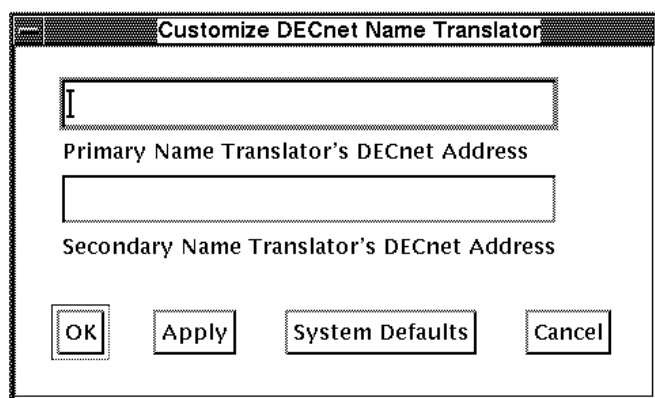 Customize DECnet Name Translator
Primary Name Translator's DECnet Address
Secondary Name Translator's DECnet Address
OK Apply System Defaults Cancel